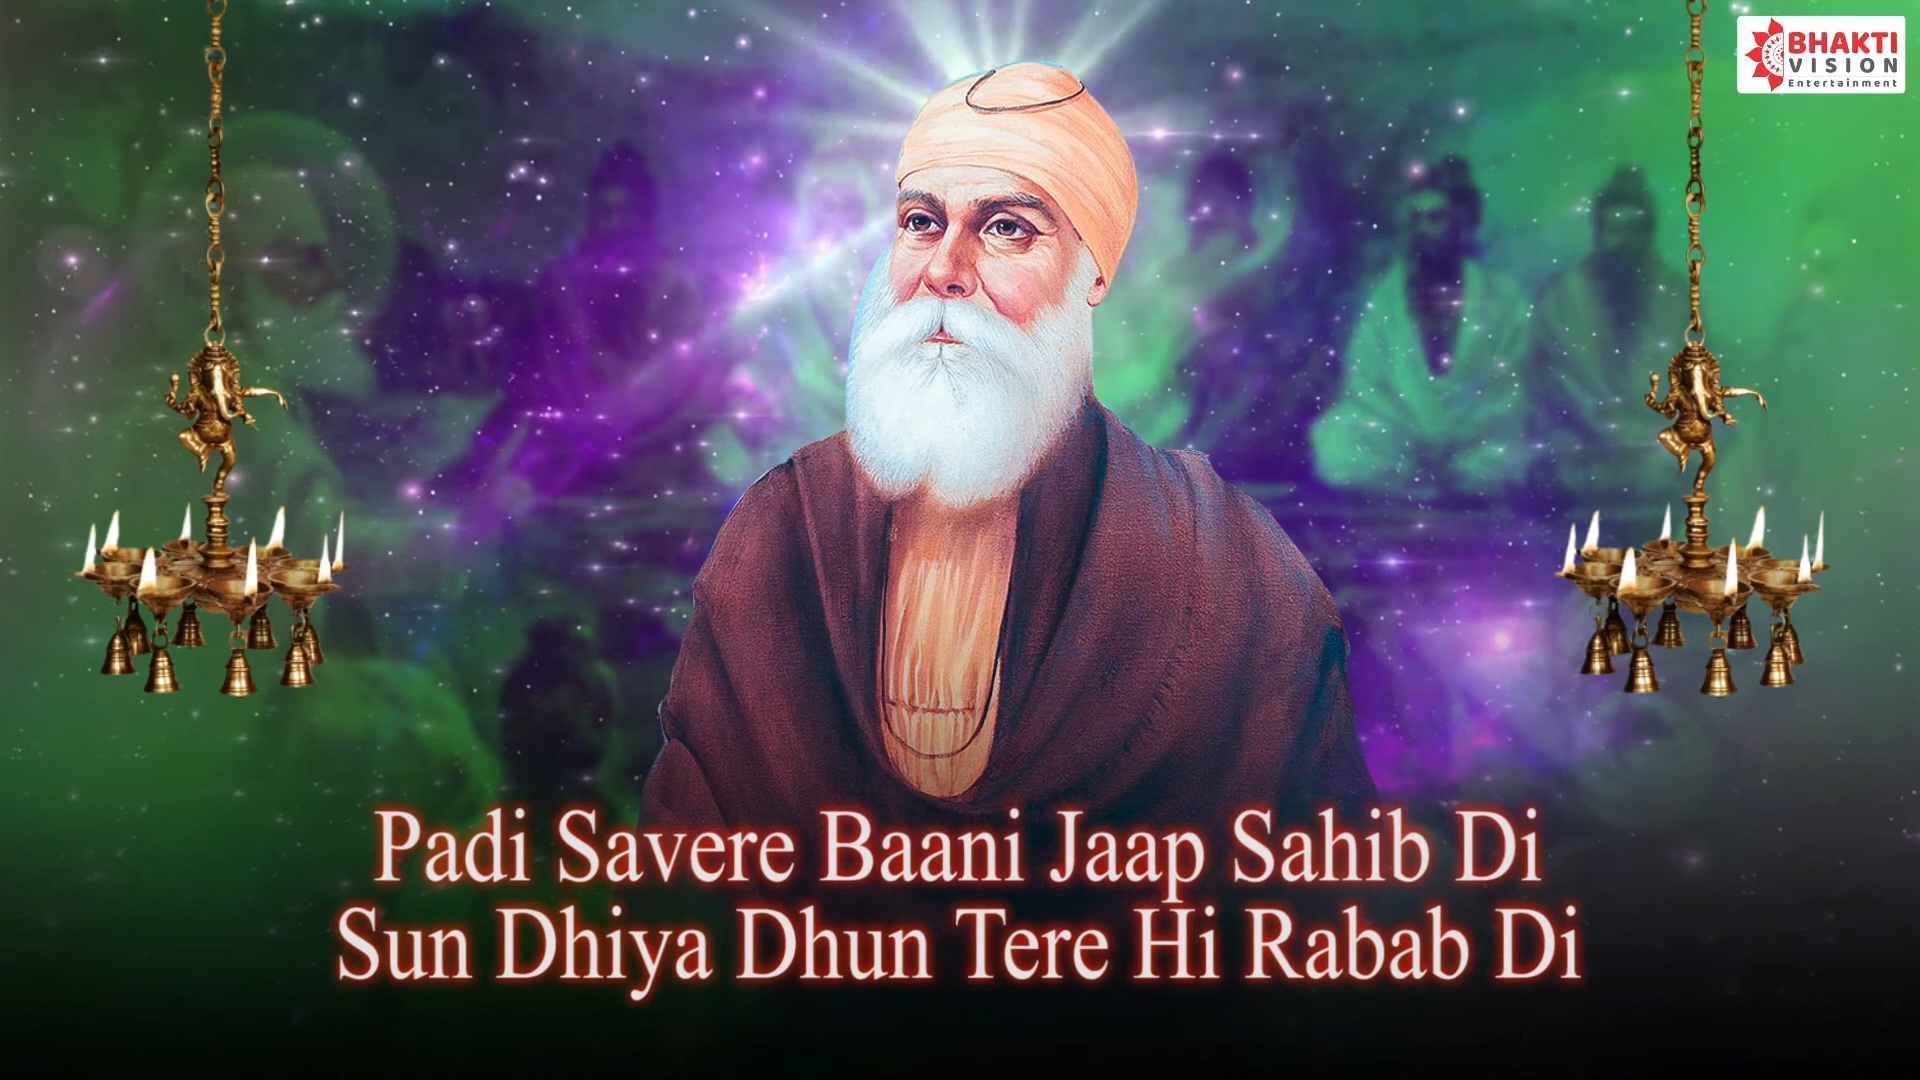 BHAKTI
VISION
Entertainment
Padi Savere Baani Jaap Sahib Di
Sun Dhiya Dhun Tere Hi Rabab Di